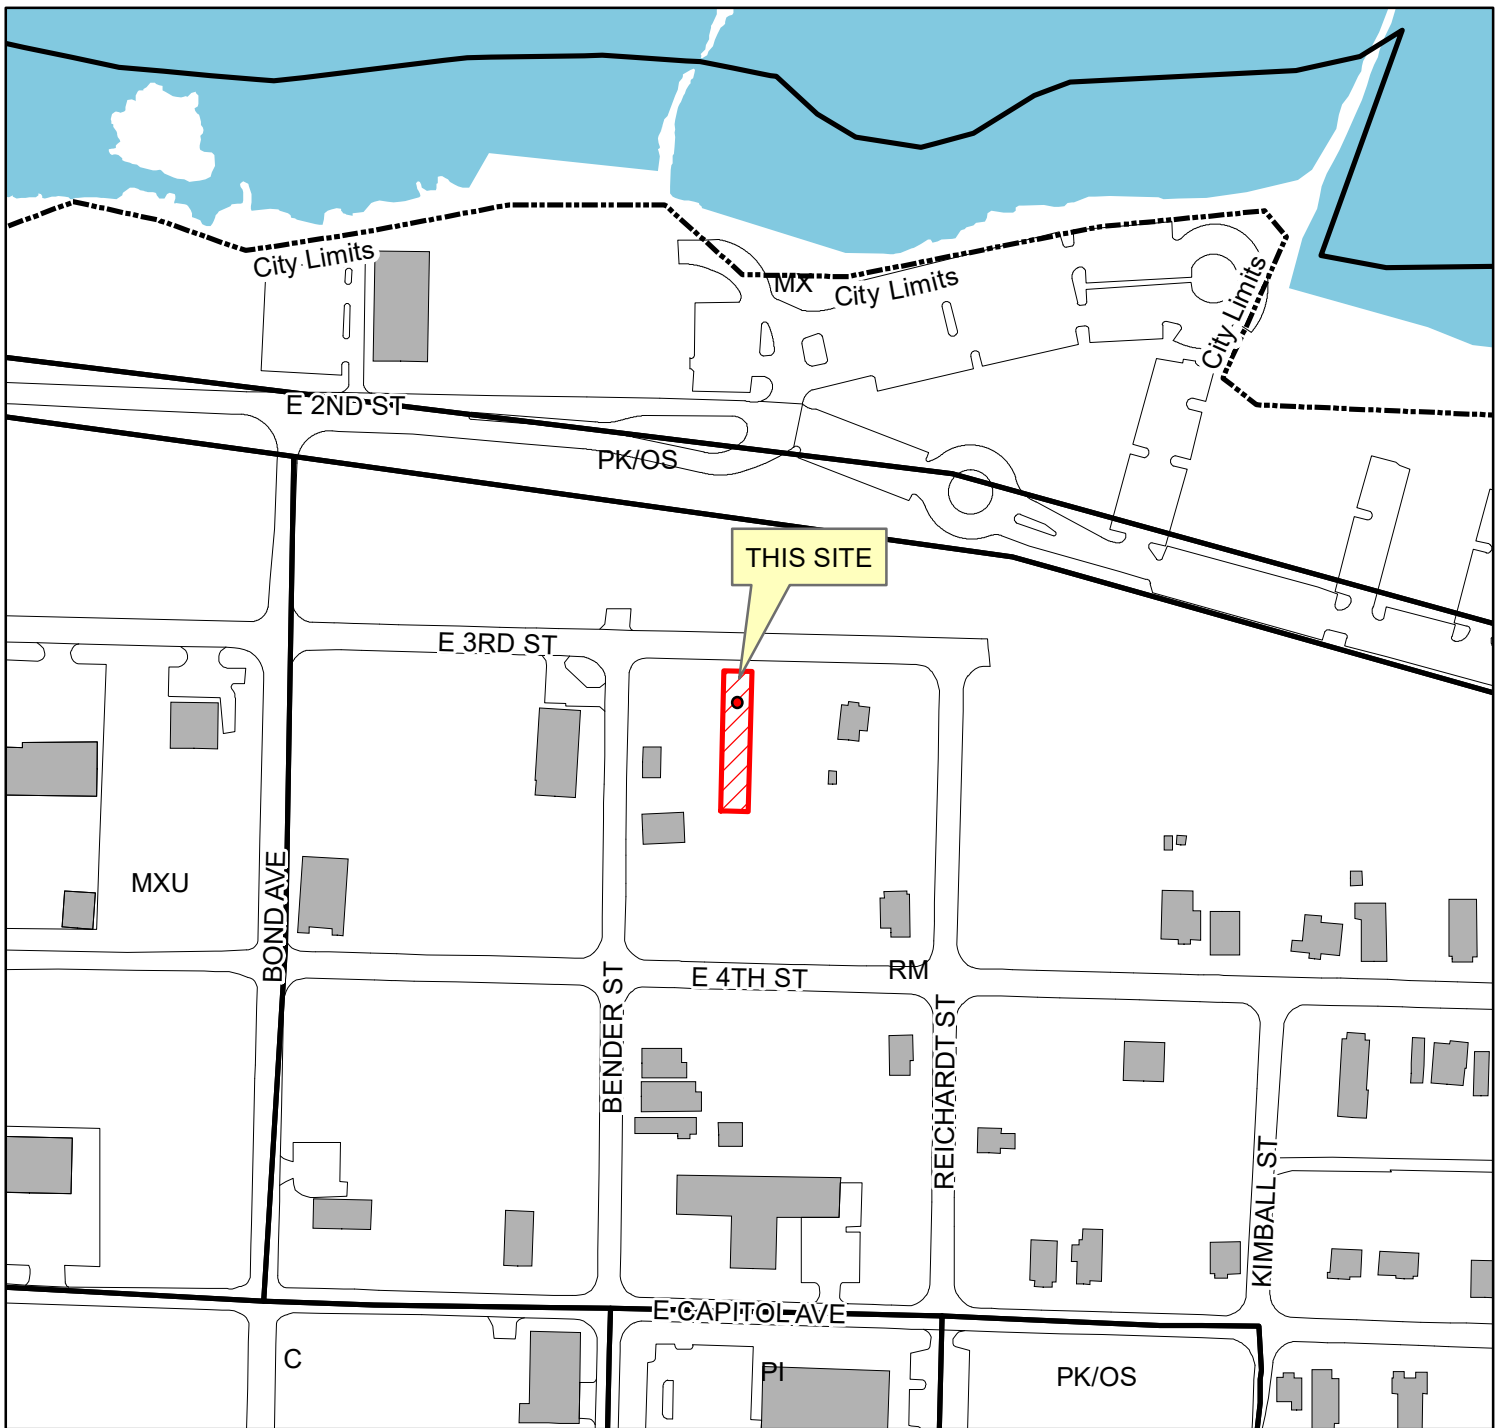 City Limits
MX
City Limits
City Limits
E 2ND ST
PK/OS
THIS SITE
E 3RD ST
MXU
BOND AVE
E 4TH ST
RM
BENDER ST
REICHARDT ST
KIMBALL ST
E CAPITOL AVE
C
PI
PK/OS